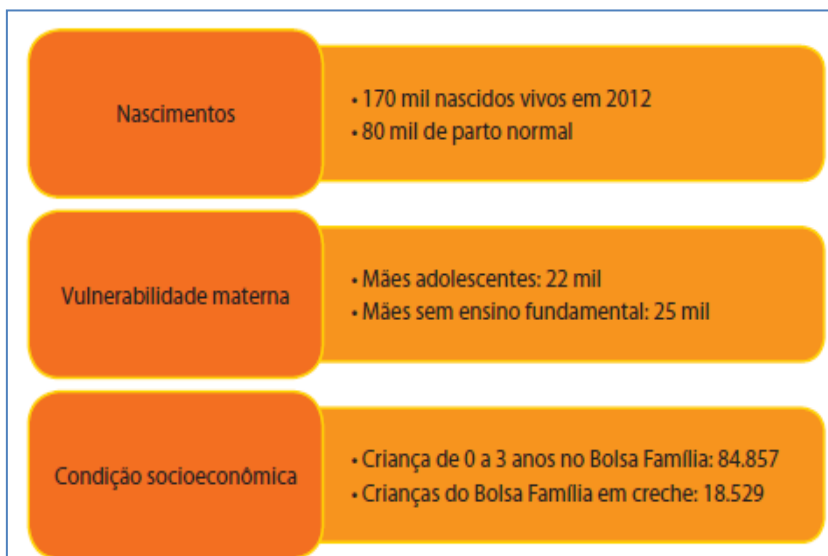 Nascimentos
• 170 mil nascidos vivos em 2012
• 80 mil de parto normal
Vulnerabilidade materna
• Mães adolescentes: 22 mil
• Mães sem ensino fundamental: 25 mil
Condição socioeconômica
• Criança de 0 a 3 anos no Bolsa Família: 84.857
• Crianças do Bolsa Família em creche: 18.529